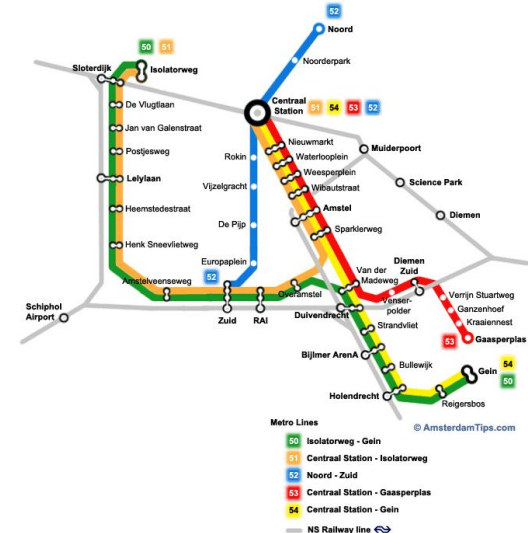 52
Noord
50 51
Isolatorweg
Sloterdijk
Noorderpark
De Vlugtlaan
Centraal
Station
51 54 53 52
Jan van Galenstraat
Postjesweg
Nieuwmarkt
Rokin
Waterlooplein
Muiderpoort
Weesperplein
Lelylaan
Vijzelgracht
Wibautstraat
Science Park
Heemstedestraat
Amstel
Diemen
De Pijp
Sparklerweg
Henk Sneevlietweg
Europaplein
52
Diemen
Zuid
Amstelveenseweg
Van der
Madeweg
Overamstel
Venser-
polder
Verrijn Stuartweg
Ganzenhoef
Kraaiennest
Schiphol
Airport
Zuid
RAI
Duivendrecht
Strandvliet
53
Gaasperplas
Bijlmer ArenA
Bullewijk
Gein
54
50
Holendrecht
Reigersbos
© AmsterdamTips.com
Metro Lines
50 Isolatorweg - Gein
51 Centraal Station - Isolatorweg
52 Noord - Zuid
53 Centraal Station - Gaasperplas
54 Centraal Station - Gein
NS Railway line